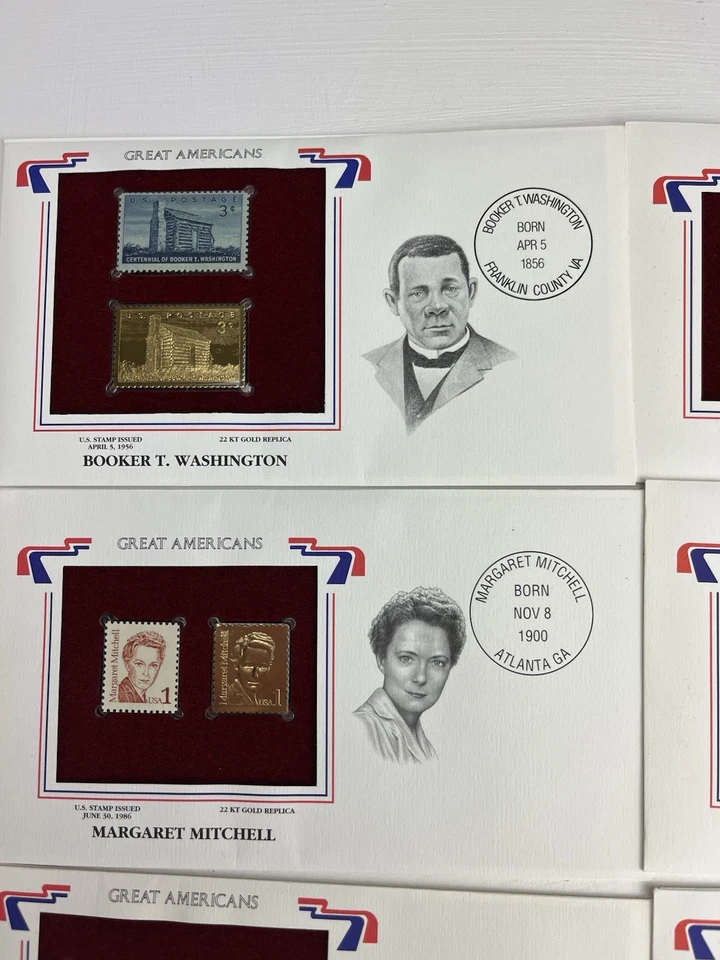 GREAT AMERICANS
U.S. POSTAGE
3¢
CENTENNIAL OF BOOKER T. WASHINGTON
U.S. POSTAGE
3¢
U.S. STAMP ISSUED
APRIL 5, 1956
22 KT GOLD REPLICA
BOOKER T. WASHINGTON
BOOKER T. WASHINGTON
BORN
APR 5
1856
FRANKLIN COUNTY VA
GREAT AMERICANS
Margaret Mitchell
USA 1
Margaret Mitchell
USA 1
U.S. STAMP ISSUED
JUNE 30, 1986
22 KT GOLD REPLICA
MARGARET MITCHELL
MARGARET MITCHELL
BORN
NOV 8
1900
ATLANTA GA
GREAT AMERICANS